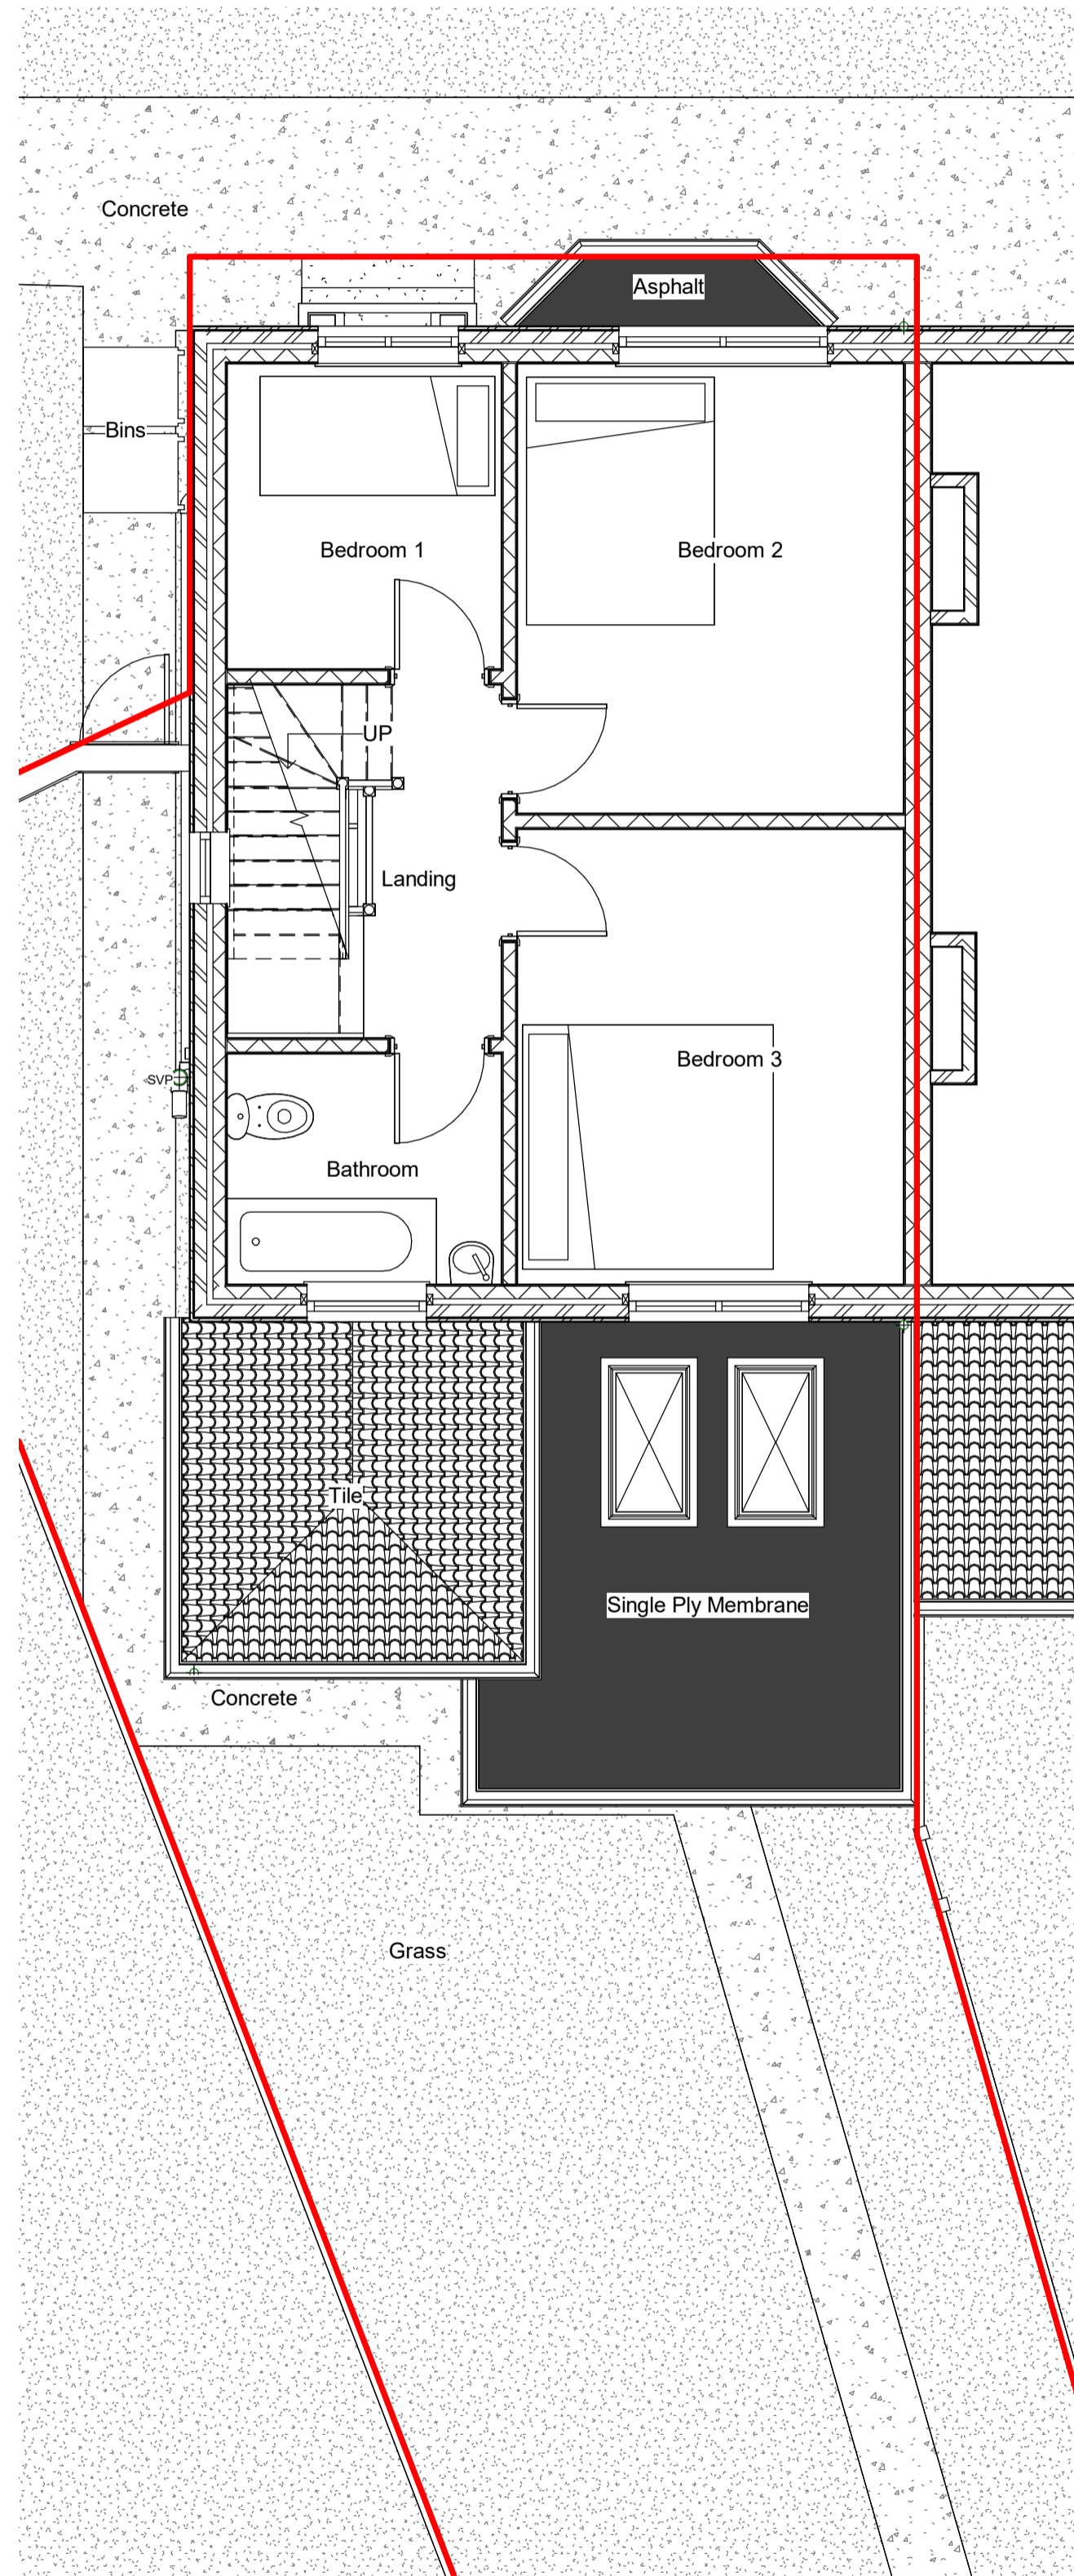 Concrete
Asphalt
Bins
Bedroom 1
Bedroom 2
UP
Landing
Bedroom 3
SVP
Bathroom
Tile
Single Ply Membrane
Concrete
Grass